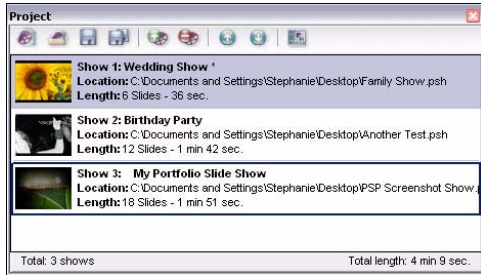 Project
Show 1: Wedding Show *
Location: C:\Documents and Settings\Stephanie\Desktop\Family Show.psh
Length: 6 Slides - 36 sec.
Show 2: Birthday Party
Location: C:\Documents and Settings\Stephanie\Desktop\Another Test.psh
Length: 12 Slides - 1 min 42 sec.
Show 3: My Portfolio Slide Show
Location: C:\Documents and Settings\Stephanie\Desktop\PSP Screenshot Show.p
Length: 18 Slides - 1 min 51 sec.
Total: 3 shows
Total length: 4 min 9 sec.